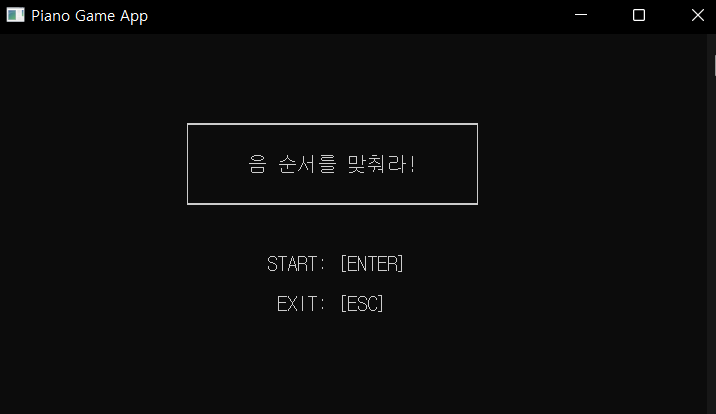 Piano Game App
음 순서를 맞춰라!
START: [ENTER]
EXIT: [ESC]